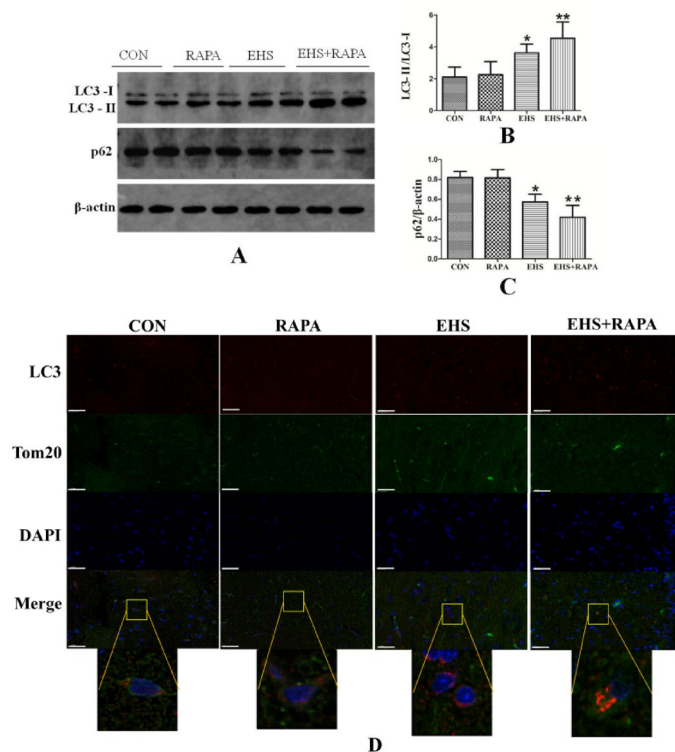 CON RAPA EHS EHS+RAPA
LC3 -I
LC3 - II
p62
β-actin
A
LC3- II/LC3 -I
6
4
2
0
*
**
CON RAPA EHS EHS+RAPA
B
p62/β-actin
1.0
0.8
0.6
0.4
0.2
0.0
*
**
CON RAPA EHS EHS+RAPA
C
CON RAPA EHS EHS+RAPA
LC3
Tom20
DAPI
Merge
D